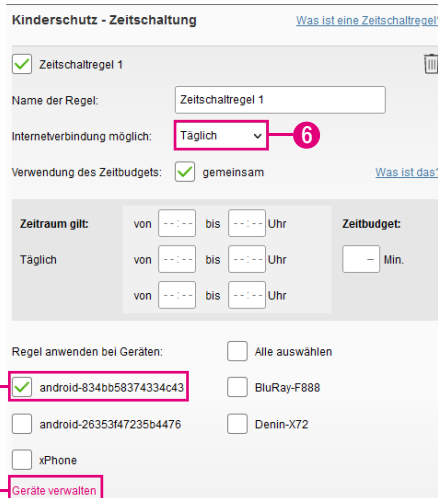 Kinderschutz - Zeitschaltung Was ist eine Zeitschaltregel?
Zeitschaltregel 1
Name der Regel: Zeitschaltregel 1
Internetverbindung möglich: Täglich 6
Verwendung des Zeitbudgets: gemeinsam Was ist das?
Zeitraum gilt: von --:-- bis --:-- Uhr Zeitbudget:
Täglich von --:-- bis --:-- Uhr – Min.
von --:-- bis --:-- Uhr
Regel anwenden bei Geräten: Alle auswählen
android-834bb58374334c43 BluRay-F888
android-26353f47235b4476 Denin-X72
xPhone
Geräte verwalten